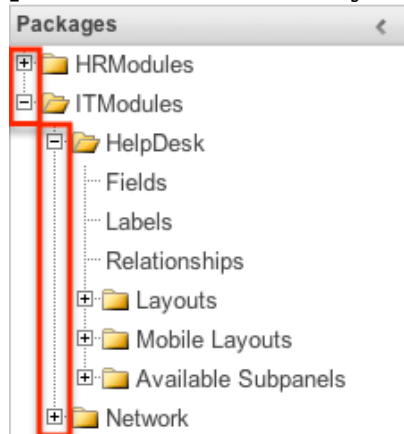 Packages
HRModules
ITModules
HelpDesk
Fields
Labels
Relationships
Layouts
Mobile Layouts
Available Subpanels
Network